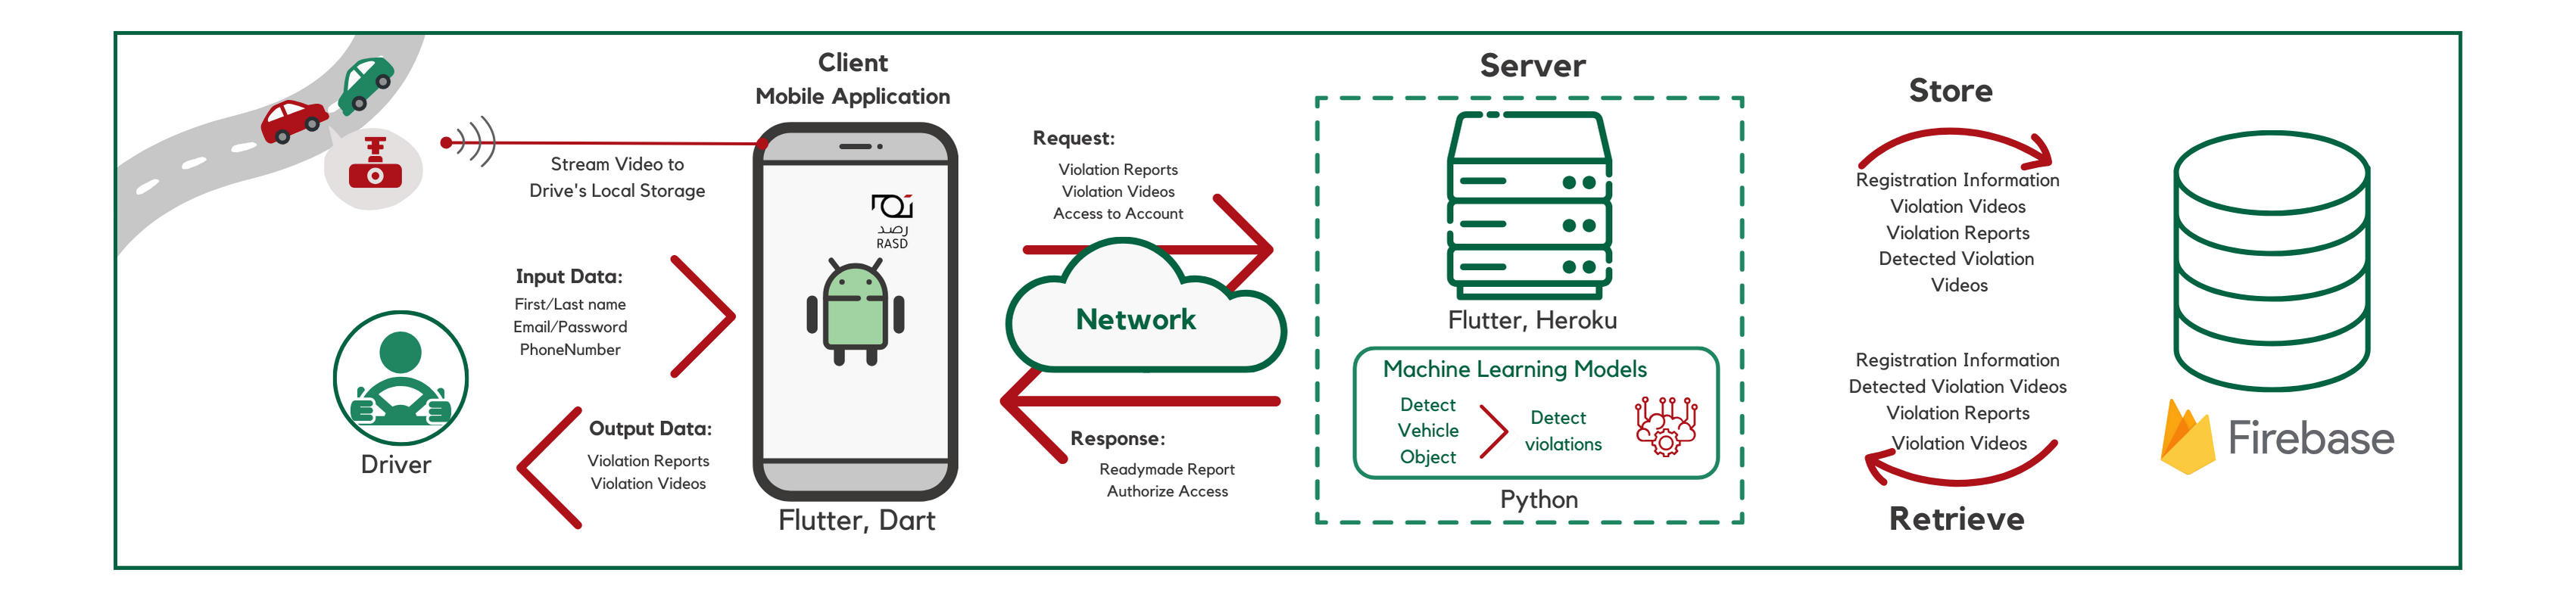 Client
Mobile Application
Stream Video to
Drive's Local Storage
رصد
RASD
Input Data:
First/Last name
Email/Password
PhoneNumber
Driver
Output Data:
Violation Reports
Violation Videos
Flutter, Dart
Request:
Violation Reports
Violation Videos
Access to Account
Network
Response:
Readymade Report
Authorize Access
Server
Flutter, Heroku
Machine Learning Models
Detect
Vehicle
Object
Detect
violations
Python
Store
Registration Information
Violation Videos
Violation Reports
Detected Violation
Videos
Registration Information
Detected Violation Videos
Violation Reports
Violation Videos
Retrieve
Firebase